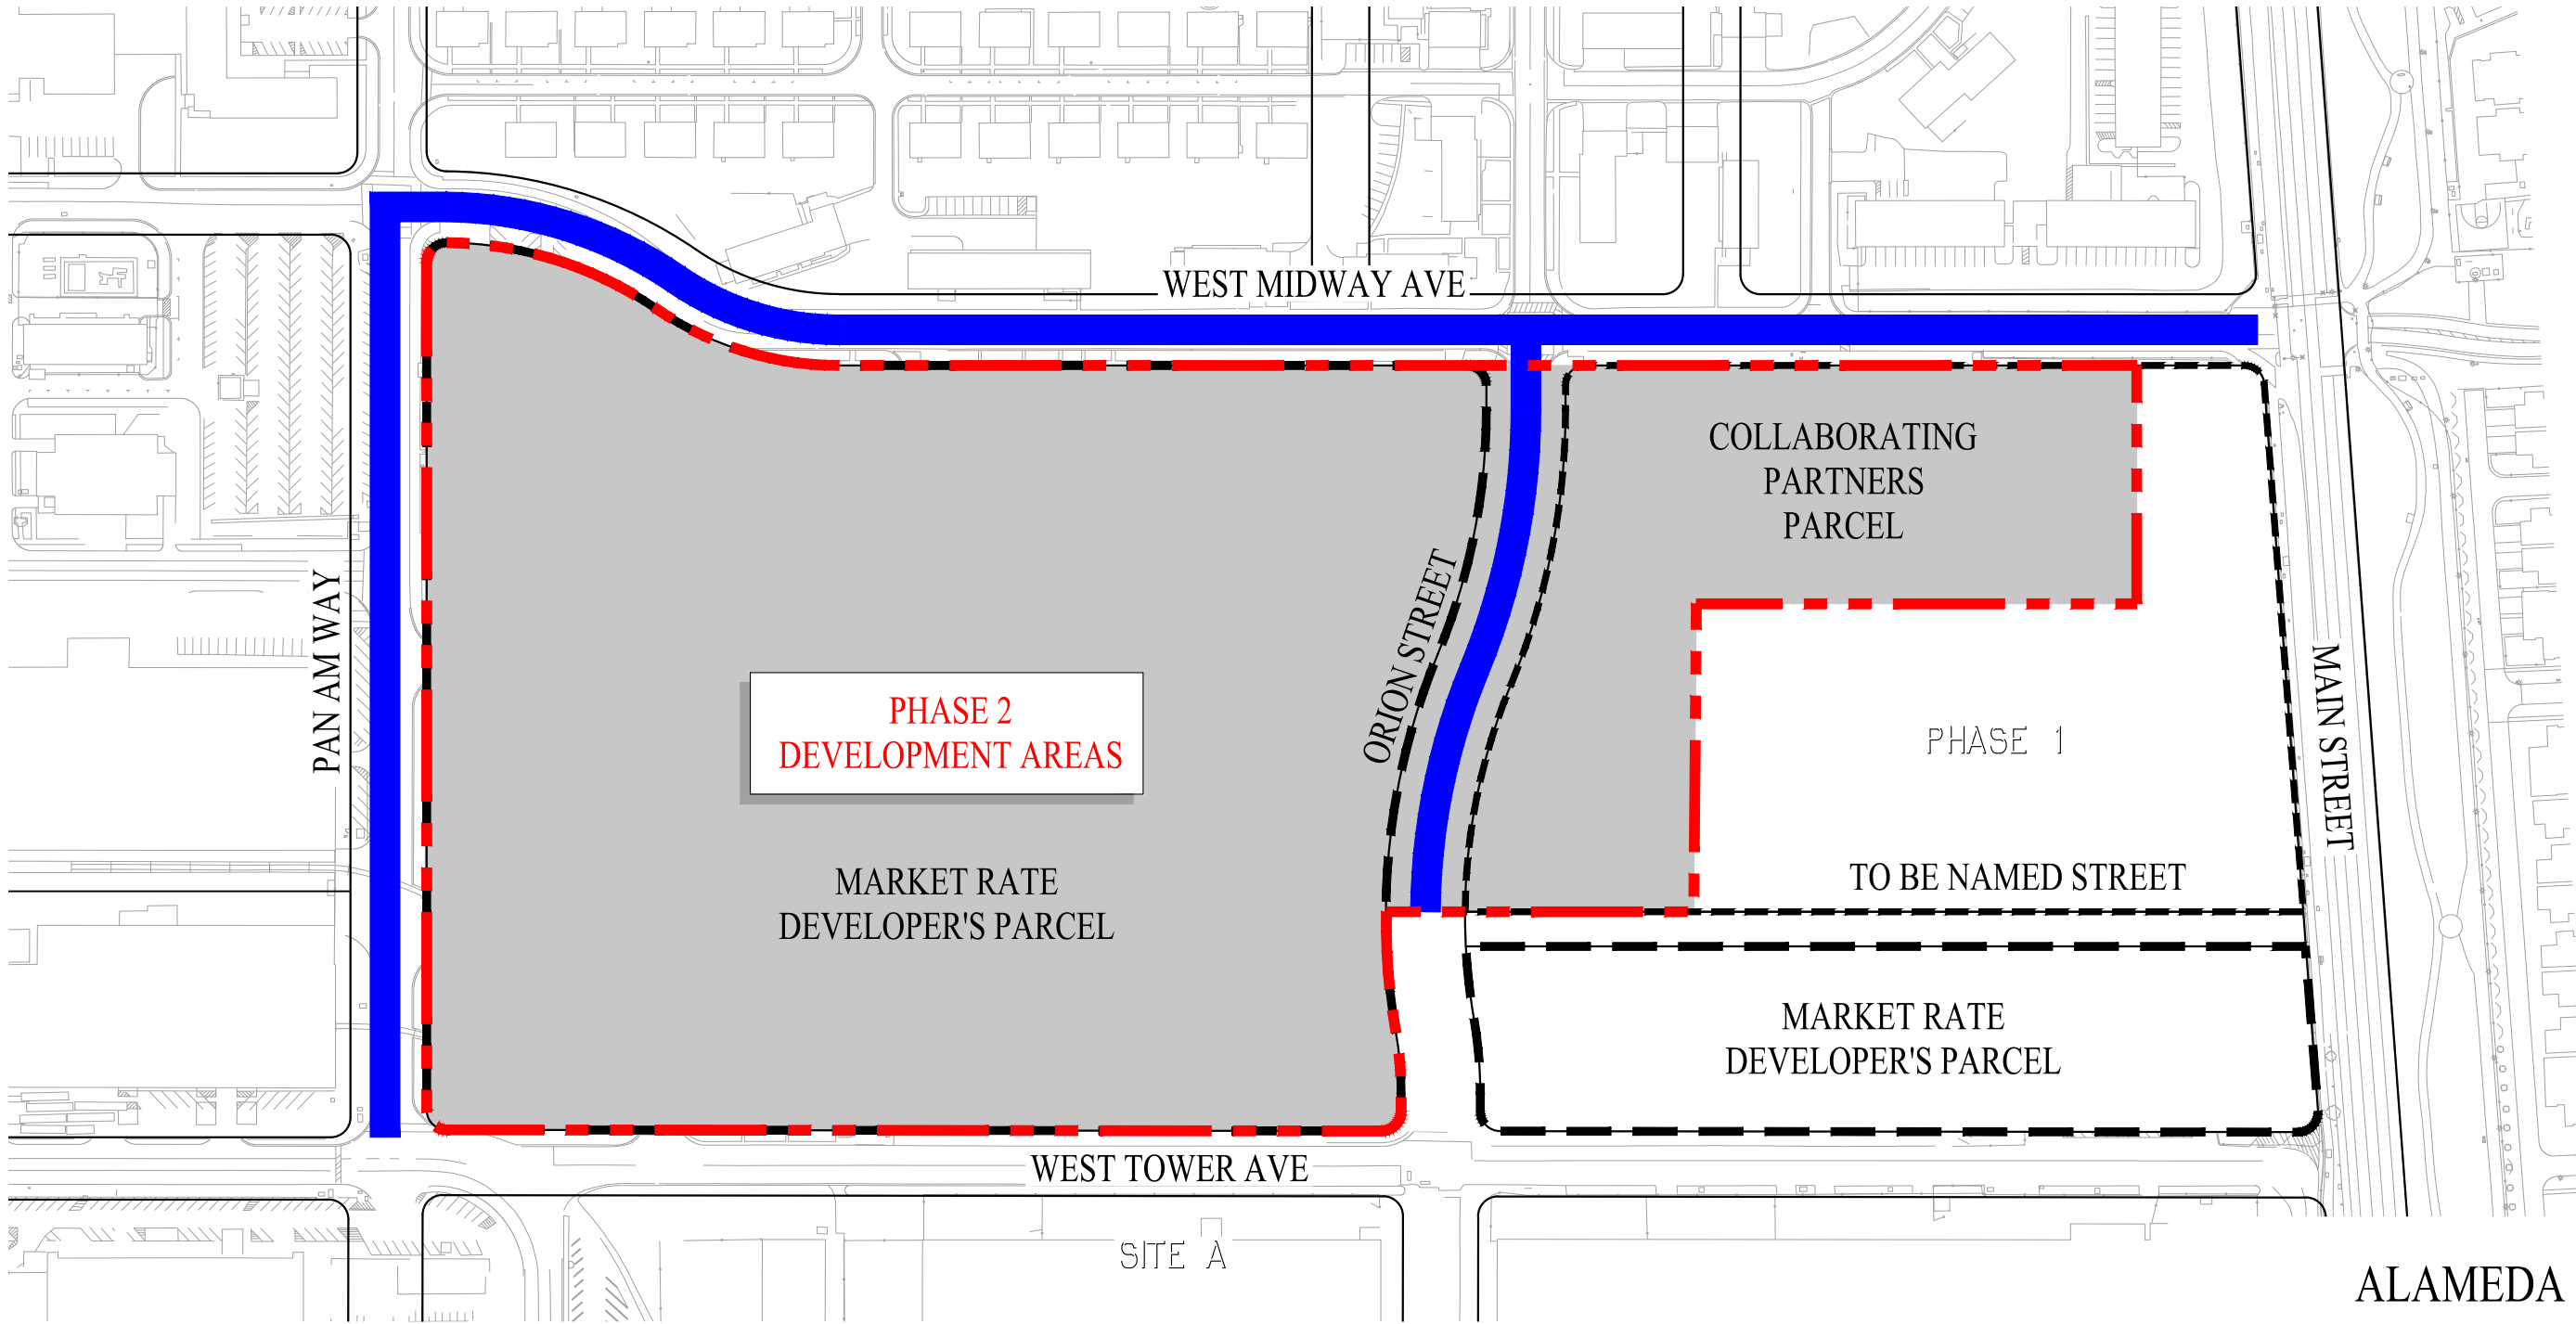 WEST MIDWAY AVE
COLLABORATING
PARTNERS
PARCEL
PAN AM WAY
ORION STREET
PHASE 2
DEVELOPMENT AREAS
PHASE 1
MAIN STREET
MARKET RATE
DEVELOPER'S PARCEL
TO BE NAMED STREET
MARKET RATE
DEVELOPER'S PARCEL
WEST TOWER AVE
SITE A
ALAMEDA